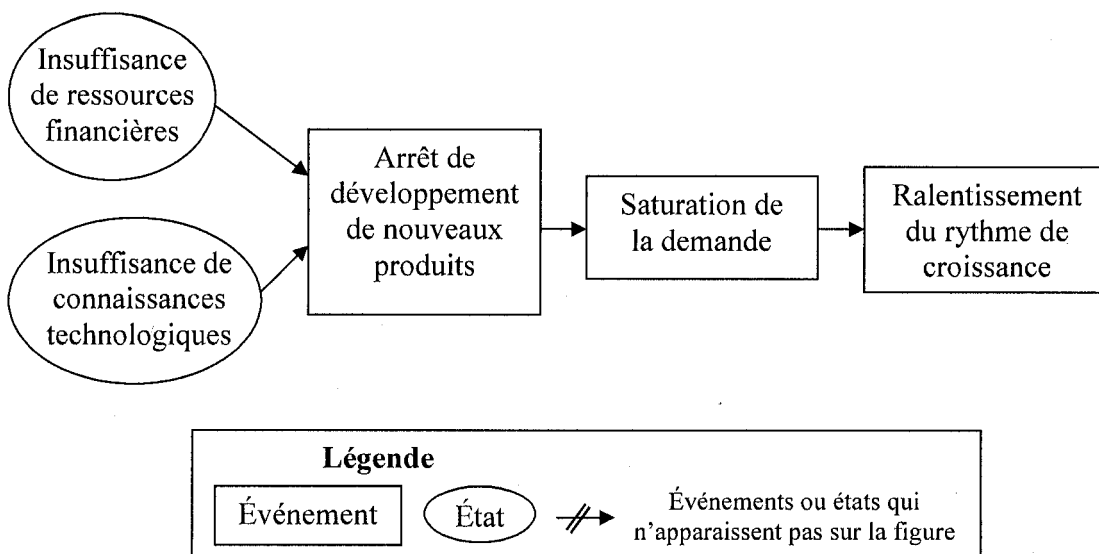 Insuffisance
de ressources
financières
Insuffisance de
connaissances
technologiques
Arrêt de
développement
de nouveaux
produits
Saturation de
la demande
Ralentissement
du rythme de
croissance
Légende
Événement
État
Événements ou états qui
n'apparaissent pas sur la figure